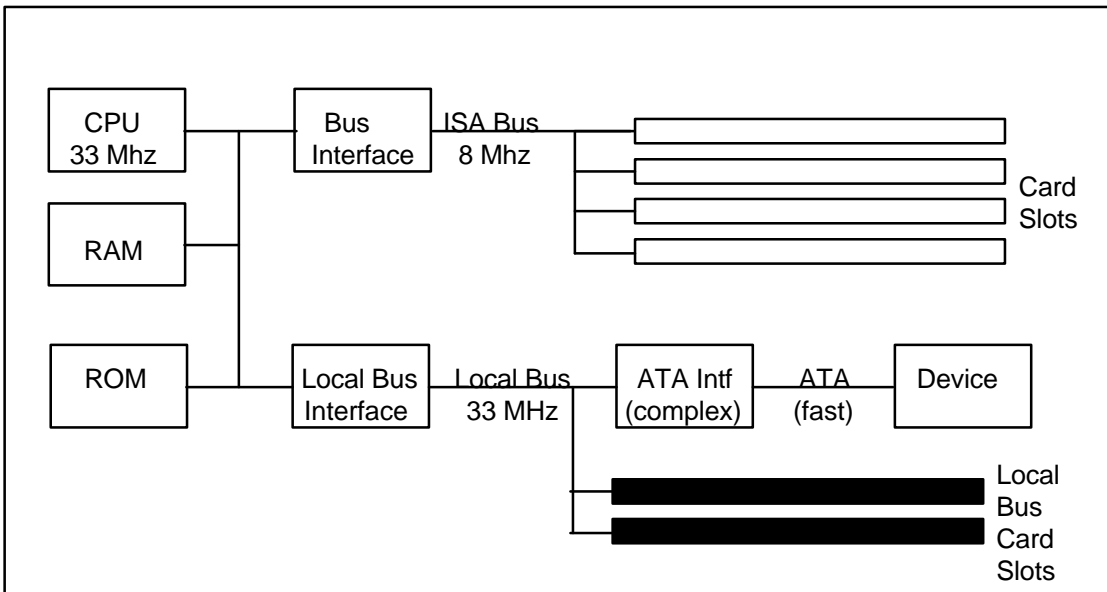 CPU
33 Mhz
Bus
Interface
ISA Bus
8 Mhz
Card
Slots
RAM
ROM
Local Bus
Interface
Local Bus
33 MHz
ATA Intf
(complex)
ATA
(fast)
Device
Local
Bus
Card
Slots